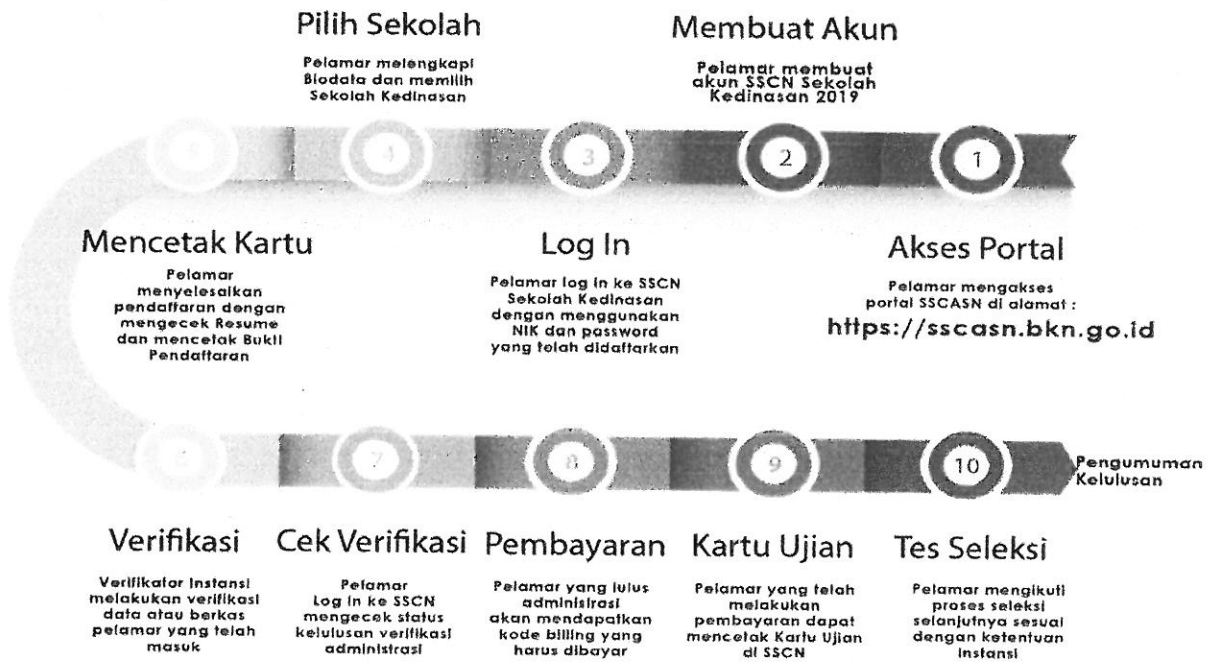 Pilih Sekolah
Pelamar melengkapi
Biodata dan memilih
Sekolah Kedinasan
Membuat Akun
Pelamar membuat
akun SSCN Sekolah
Kedinasan 2019
5
4
3
2
1
Mencetak Kartu
Pelamar
menyelesaikan
pendaftaran dengan
mengecek Resume
dan mencetak Bukti
Pendaftaran
Log In
Pelamar log in ke SSCN
Sekolah Kedinasan
dengan menggunakan
NIK dan password
yang telah didaftarkan
Akses Portal
Pelamar mengakses
portal SSCASN di alamat :
https://sscasn.bkn.go.id
6
7
8
9
10
Pengumuman
Kelulusan
Verifikasi
Verifikator Instansi
melakukan verifikasi
data atau berkas
pelamar yang telah
masuk
Cek Verifikasi
Pelamar
Log In ke SSCN
mengecek status
kelulusan verifikasi
administrasi
Pembayaran
Pelamar yang lulus
administrasi
akan mendapatkan
kode billing yang
harus dibayar
Kartu Ujian
Pelamar yang telah
melakukan
pembayaran dapat
mencetak Kartu Ujian
di SSCN
Tes Seleksi
Pelamar mengikuti
proses seleksi
selanjutnya sesuai
dengan ketentuan
Instansi